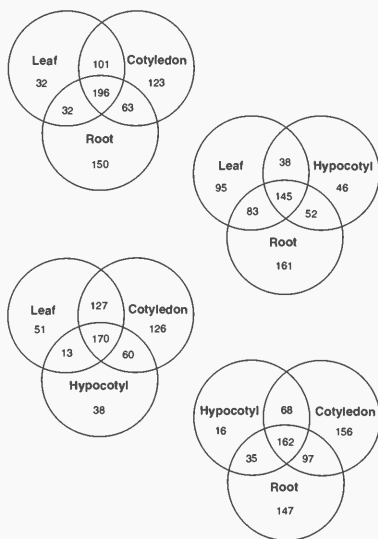 Leaf 101 Cotyledon
32 123
196
32 63
Root
150
38
Leaf Hypocotyl
95 145 46
83 52
Root
161
127
Leaf Cotyledon
51 170 126
13 60
Hypocotyl
38
Hypocotyl 68 Cotyledon
16 162 156
35 97
Root
147